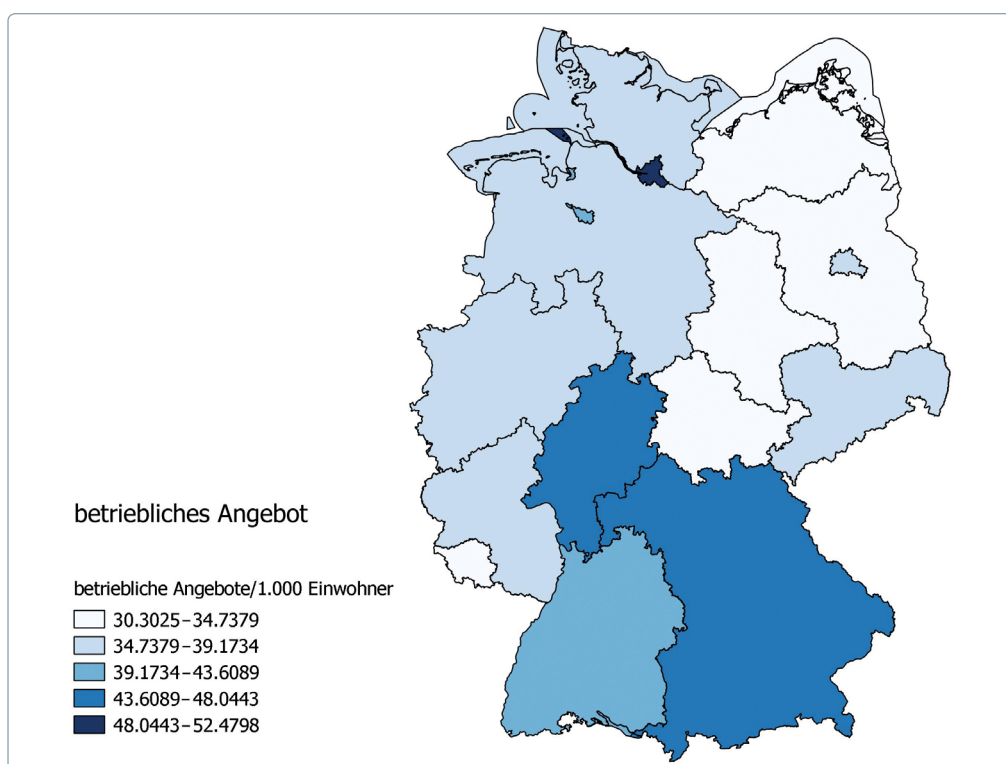 betriebliches Angebot
betriebliche Angebote/1.000 Einwohner
30.3025–34.7379
34.7379–39.1734
39.1734–43.6089
43.6089–48.0443
48.0443–52.4798